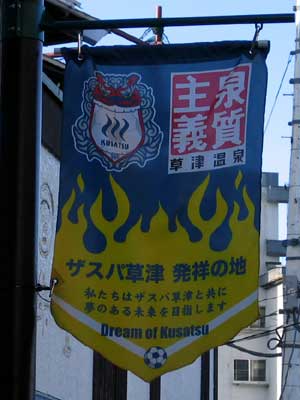 KUSATSU
泉質
主義
草津温泉
ザスパ草津 発祥の地
私たちはザスパ草津と共に
夢のある未来を目指します
Dream of Kusatsu